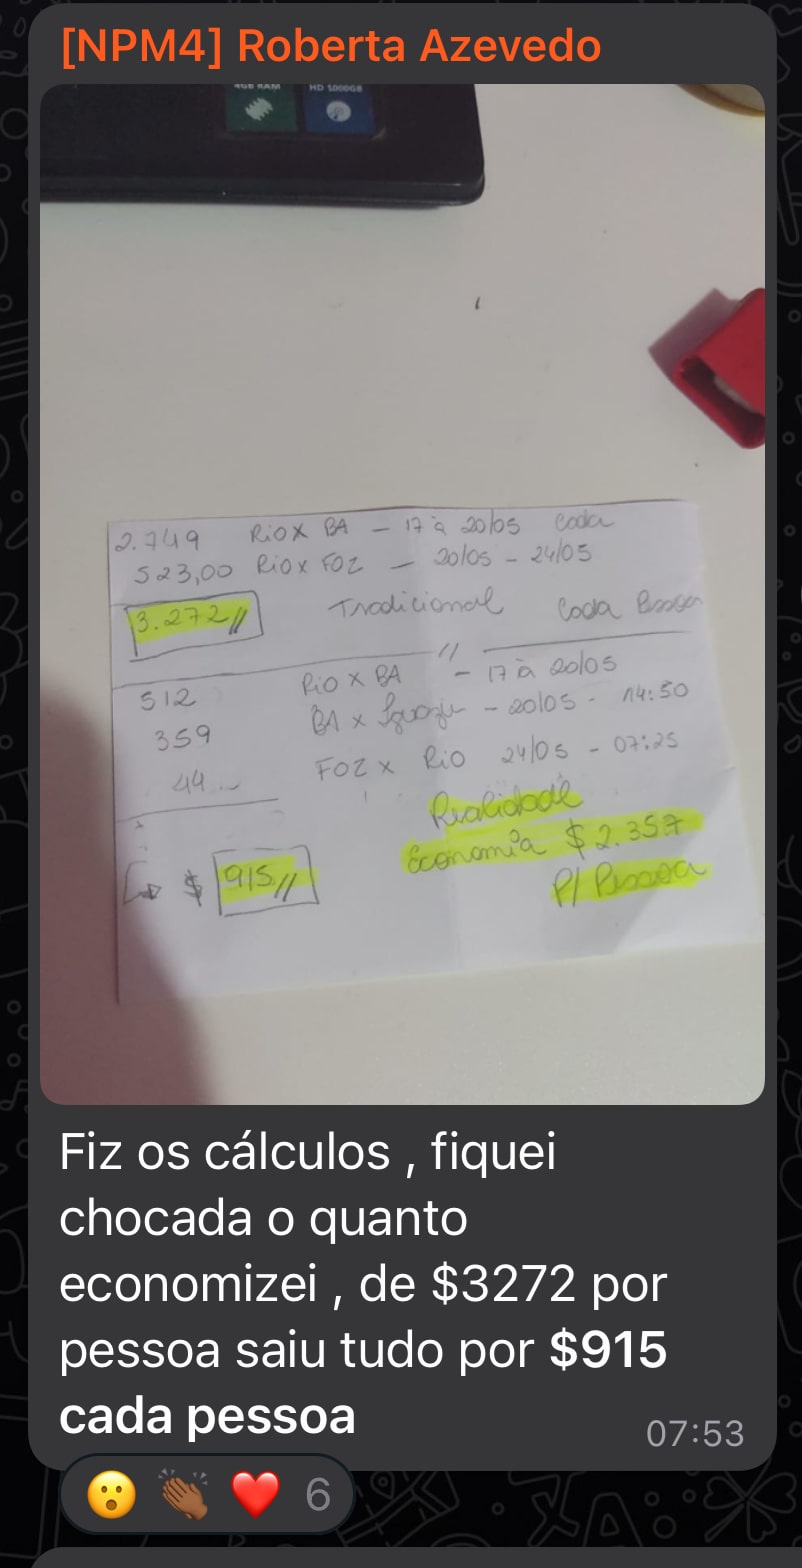 [NPM4] Roberta Azevedo
4GB RAM HD 1000GB
2.749 Rio X BA - 17 à 20/05 Cada
523,00 Rio x FOZ - 20/05 - 24/05
3.272// Tradicional Cada Pessoa
//
512 Rio X BA - 17 à 20/05
359 BA x Iguazu - 20/05 - 14:50
44 FOZ x Rio 24/05 - 07:25
Realidade
Economia $ 2.357
$ 915// P/ Pessoa
Fiz os cálculos , fiquei
chocada o quanto
economizei , de $3272 por
pessoa saiu tudo por $915
cada pessoa
07:53
😮 👏🏾 ❤️ 6